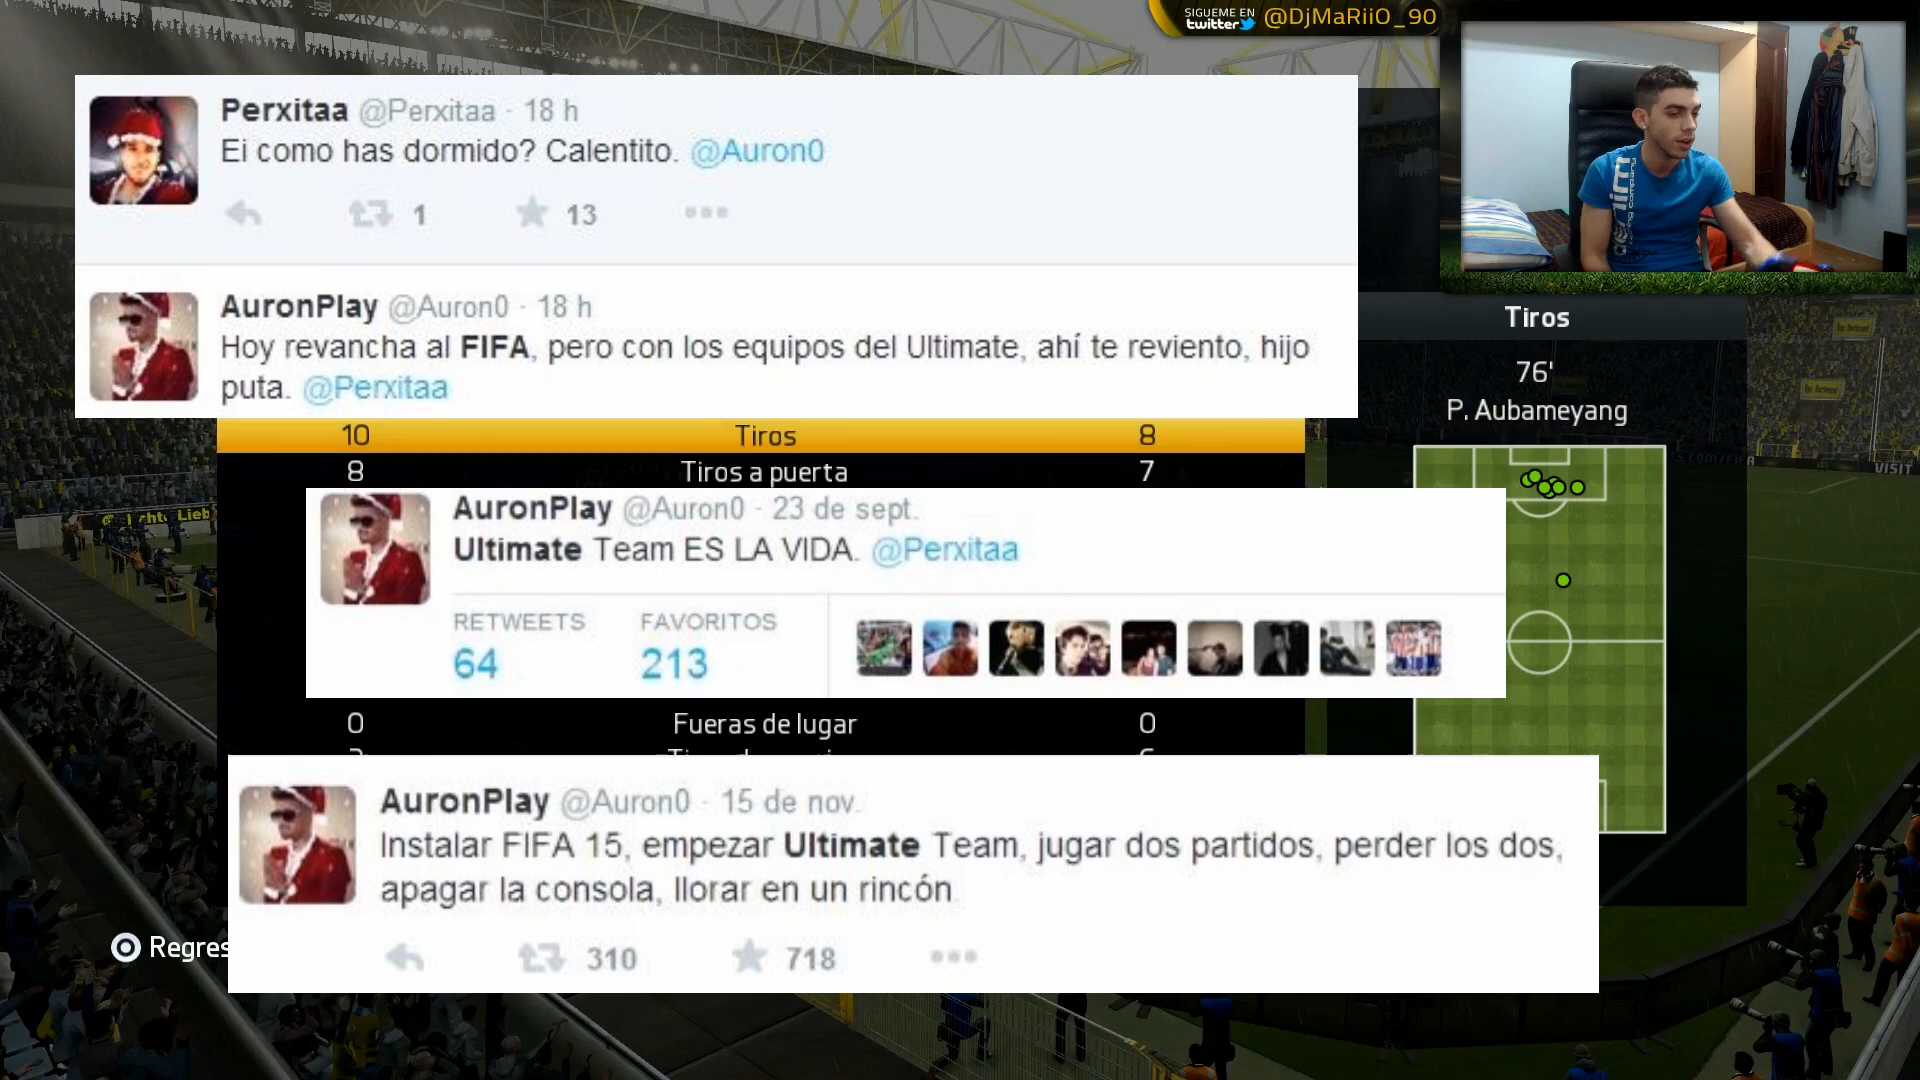 SIGUEME EN
twitter @DjMaRiiO_90
Perxitaa @Perxitaa · 18 h
Ei como has dormido? Calentito. @Auron0
1 13
AuronPlay @Auron0 · 18 h
Hoy revancha al FIFA, pero con los equipos del Ultimate, ahí te reviento, hijo
puta. @Perxitaa
Tiros
76'
P. Aubameyang
10 Tiros 8
8 Tiros a puerta 7
VISIT
AuronPlay @Auron0 · 23 de sept.
Ultimate Team ES LA VIDA. @Perxitaa
RETWEETS FAVORITOS
64 213
0 Fueras de lugar 0
AuronPlay @Auron0 · 15 de nov.
Instalar FIFA 15, empezar Ultimate Team, jugar dos partidos, perder los dos,
apagar la consola, llorar en un rincón
310 718
Regres